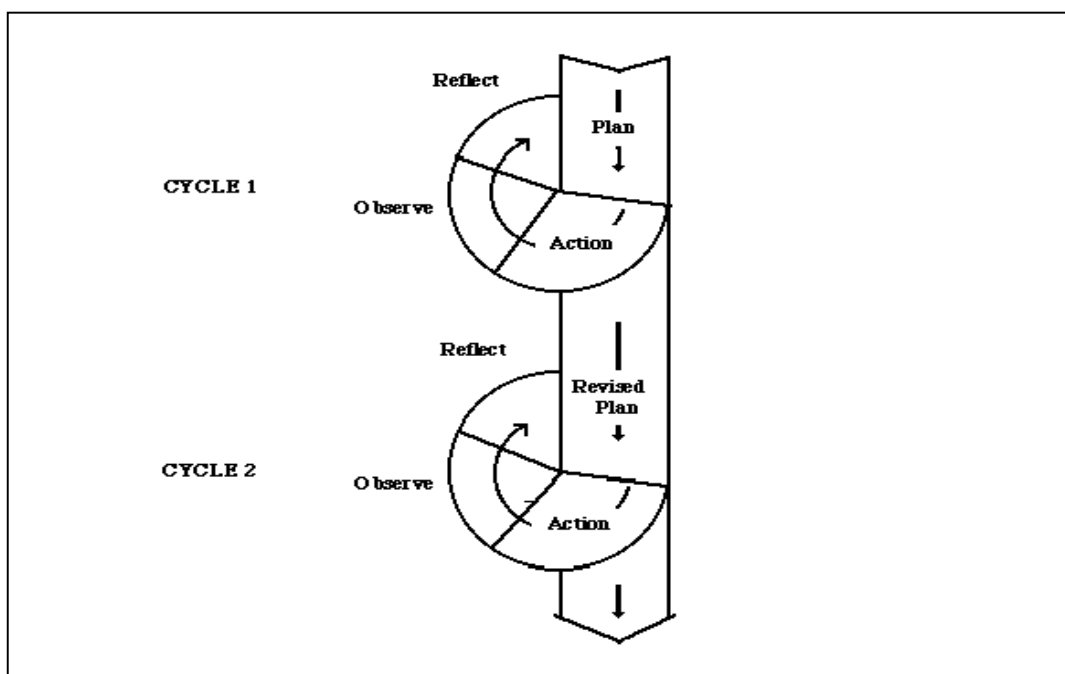 Reflect
Plan
CYCLE 1
Observe
Action
Reflect
Revised
Plan
CYCLE 2
Observe
Action